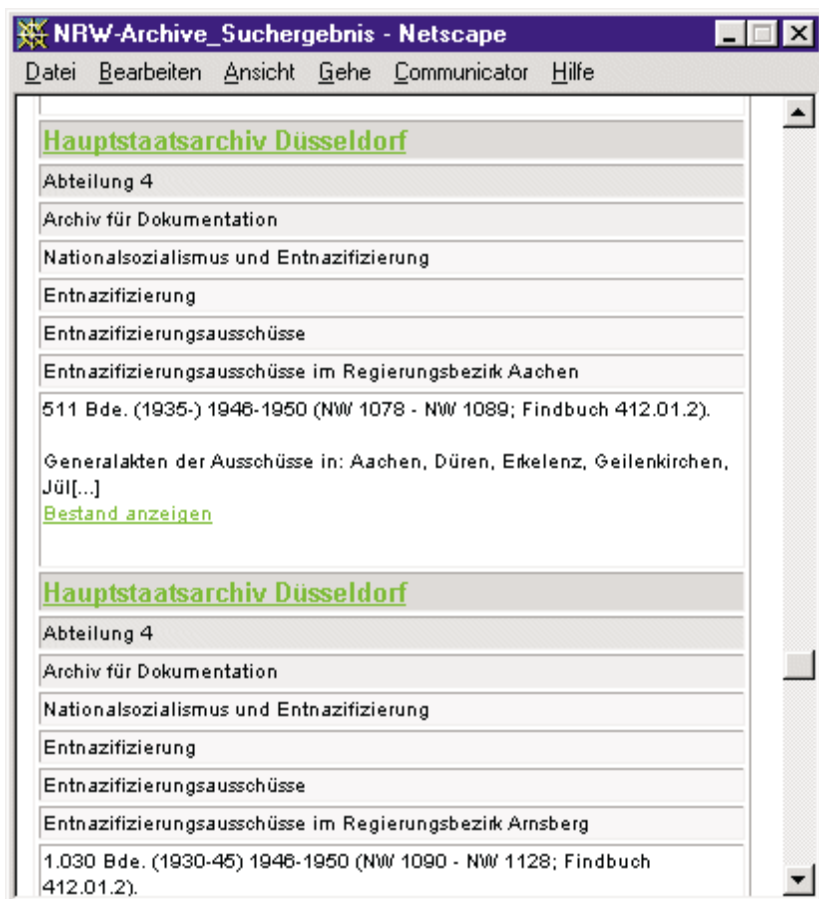 NRW-Archive_Suchergebnis - Netscape
Datei Bearbeiten Ansicht Gehe Communicator Hilfe
Hauptstaatsarchiv Düsseldorf
Abteilung 4
Archiv für Dokumentation
Nationalsozialismus und Entnazifizierung
Entnazifizierung
Entnazifizierungsausschüsse
Entnazifizierungsausschüsse im Regierungsbezirk Aachen
511 Bde. (1935-) 1946-1950 (NW 1078 - NW 1089; Findbuch 412.01.2).
Generalakten der Ausschüsse in: Aachen, Düren, Erkelenz, Geilenkirchen,
Jül[...]
Bestand anzeigen
Hauptstaatsarchiv Düsseldorf
Abteilung 4
Archiv für Dokumentation
Nationalsozialismus und Entnazifizierung
Entnazifizierung
Entnazifizierungsausschüsse
Entnazifizierungsausschüsse im Regierungsbezirk Arnsberg
1.030 Bde. (1930-45) 1946-1950 (NW 1090 - NW 1128; Findbuch
412.01.2).